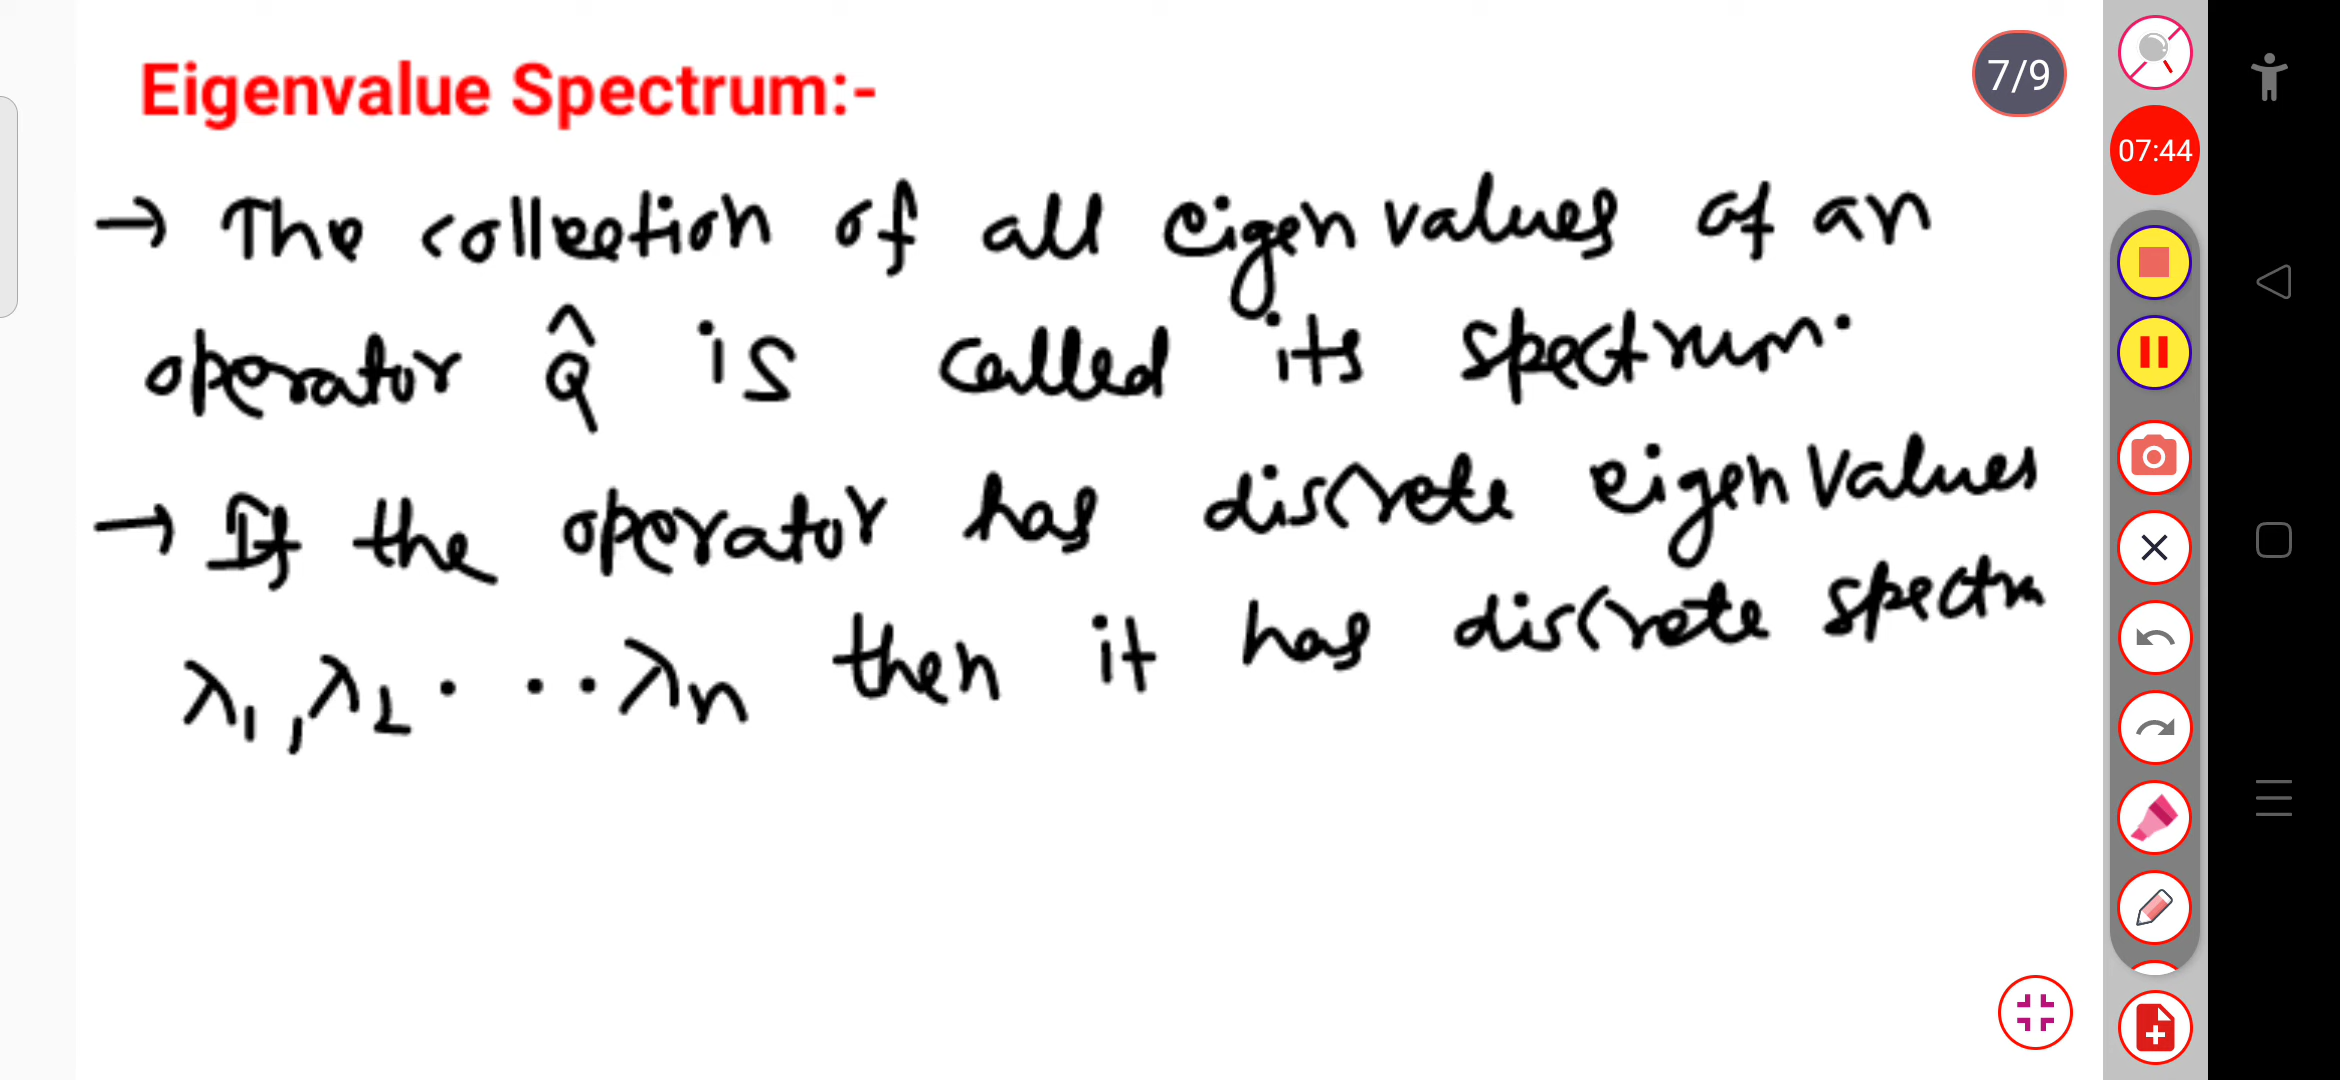 Eigenvalue Spectrum:-
7/9
07:44
→ The collection of all eigen values of an
operator Q̂ is called its spectrum.
→ If the operator has discrete eigen values
λ₁,λ₂....λn then it has discrete spectrm